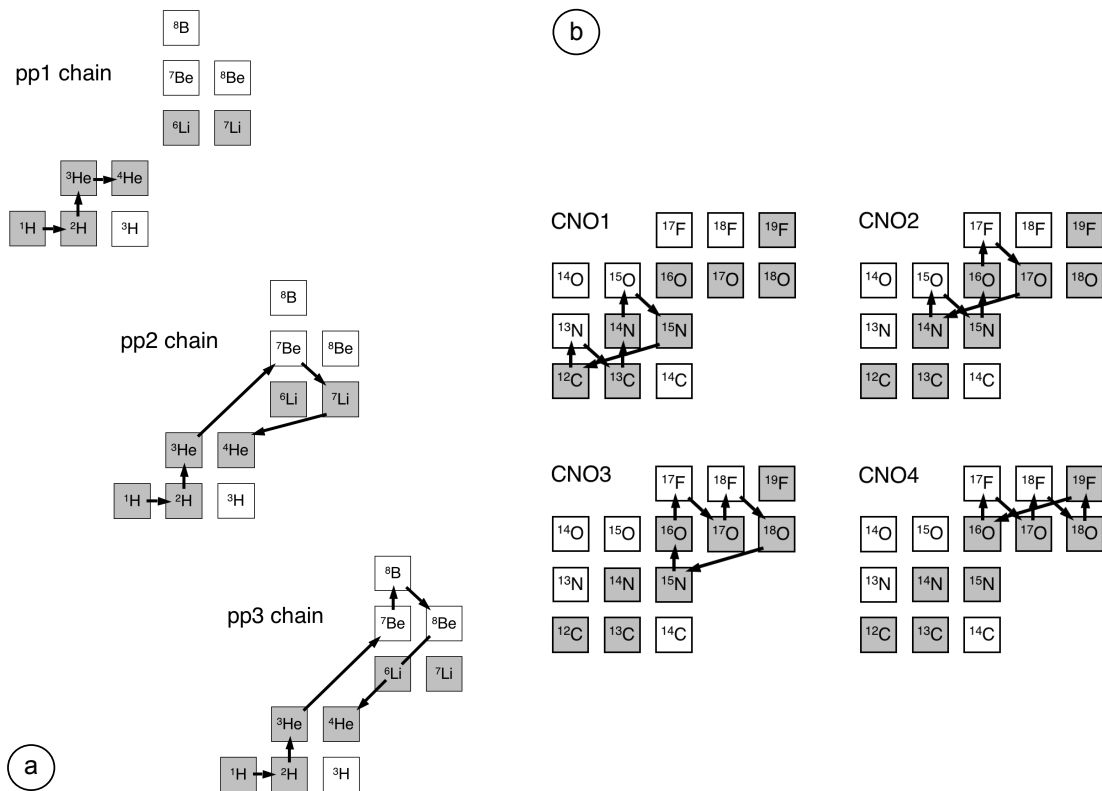 ⁸B
pp1 chain
⁷Be ⁸Be
⁶Li ⁷Li
³He ⁴He
¹H ²H ³H
⁸B
pp2 chain
⁷Be ⁸Be
⁶Li ⁷Li
³He ⁴He
¹H ²H ³H
⁸B
pp3 chain
⁷Be ⁸Be
⁶Li ⁷Li
³He ⁴He
¹H ²H ³H
a
b
CNO1
¹⁷F ¹⁸F ¹⁹F
¹⁴O ¹⁵O ¹⁶O ¹⁷O ¹⁸O
¹³N ¹⁴N ¹⁵N
¹²C ¹³C ¹⁴C
CNO2
¹⁷F ¹⁸F ¹⁹F
¹⁴O ¹⁵O ¹⁶O ¹⁷O ¹⁸O
¹³N ¹⁴N ¹⁵N
¹²C ¹³C ¹⁴C
CNO3
¹⁷F ¹⁸F ¹⁹F
¹⁴O ¹⁵O ¹⁶O ¹⁷O ¹⁸O
¹³N ¹⁴N ¹⁵N
¹²C ¹³C ¹⁴C
CNO4
¹⁷F ¹⁸F ¹⁹F
¹⁴O ¹⁵O ¹⁶O ¹⁷O ¹⁸O
¹³N ¹⁴N ¹⁵N
¹²C ¹³C ¹⁴C